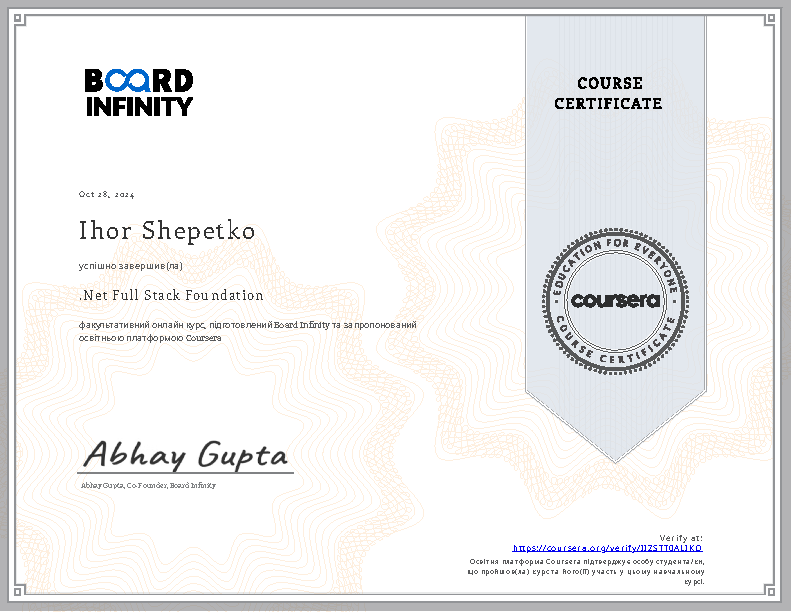 BOARD
INFINITY
COURSE
CERTIFICATE
Oct 28, 2024
Ihor Shepetko
успішно завершив(ла)
.Net Full Stack Foundation
факультативний онлайн курс, підготовлений Board Infinity та запропонований
освітньою платформою Coursera
EDUCATION FOR EVERYONE
coursera
COURSE CERTIFICATE
Abhay Gupta
Abhay Gupta, Co-Founder, Board Infinity
Verify at:
https://coursera.org/verify/
Освітня платформа Coursera підтверджує особу студента/ки,
що пройшов(ла) курс та його(її) участь у цьому навчальному
курсі.